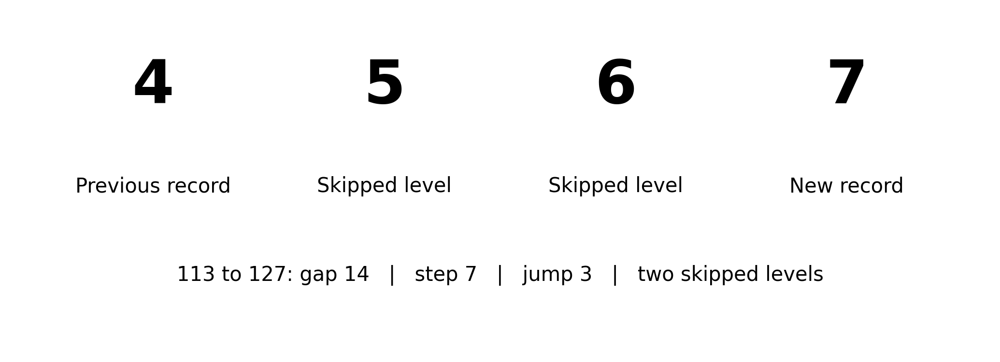 4 5 6 7
Previous record Skipped level Skipped level New record
113 to 127: gap 14 | step 7 | jump 3 | two skipped levels